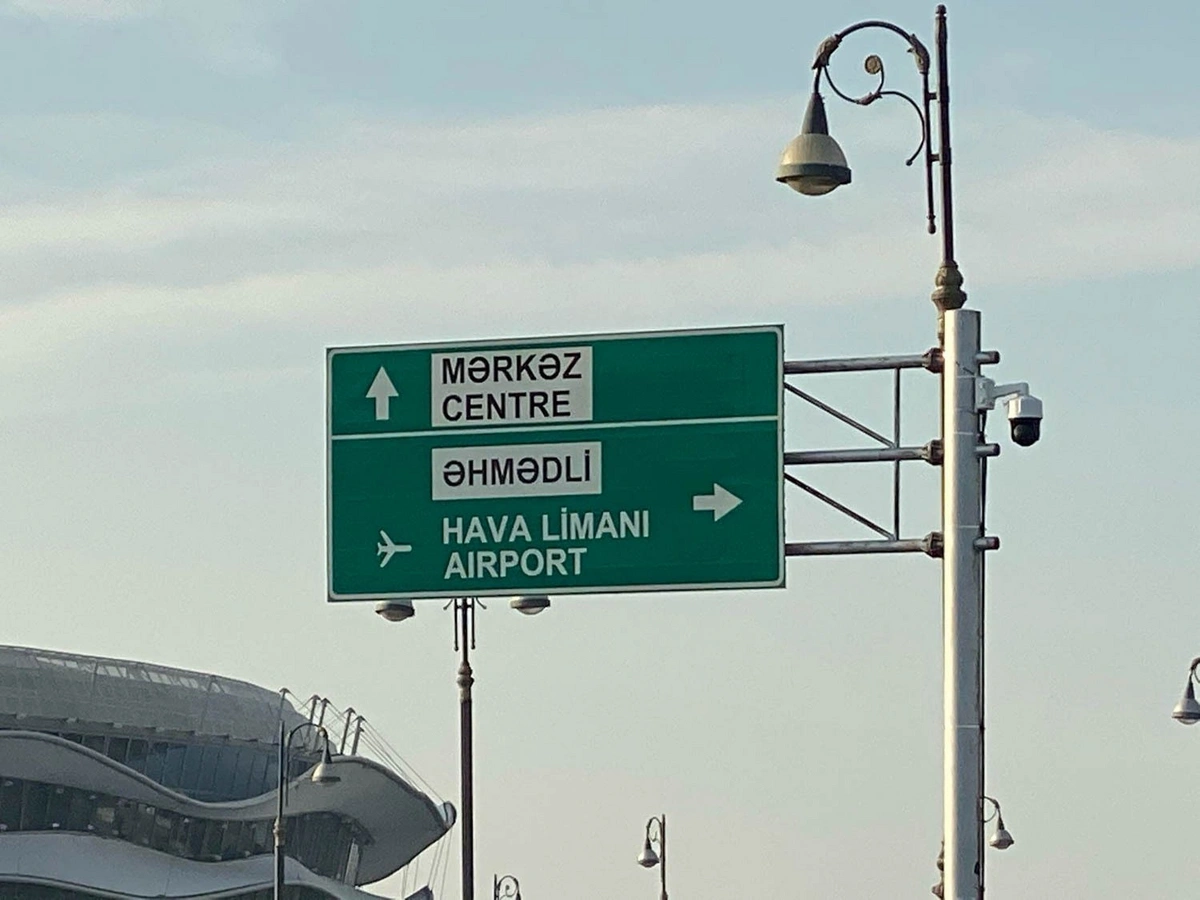 MƏRKƏZ
CENTRE
ƏHMƏDLİ
HAVA LİMANI
AIRPORT